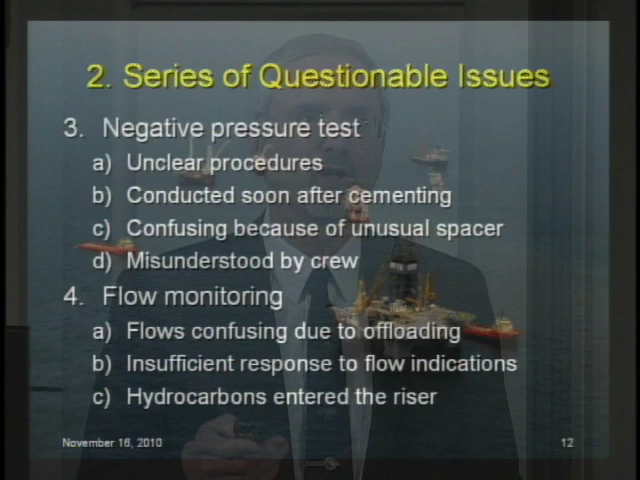 2. Series of Questionable Issues
3. Negative pressure test
a) Unclear procedures
b) Conducted soon after cementing
c) Confusing because of unusual spacer
d) Misunderstood by crew
4. Flow monitoring
a) Flows confusing due to offloading
b) Insufficient response to flow indications
c) Hydrocarbons entered the riser
November 16, 2010
12